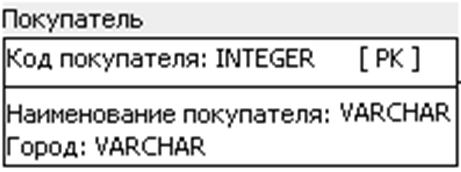 Покупатель
Код покупателя: INTEGER [ PK ]
Наименование покупателя: VARCHAR
Город: VARCHAR